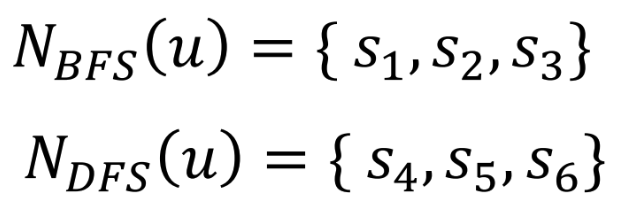 N_{BFS}(u) = { s_1, s_2, s_3}
N_{DFS}(u) = { s_4, s_5, s_6}